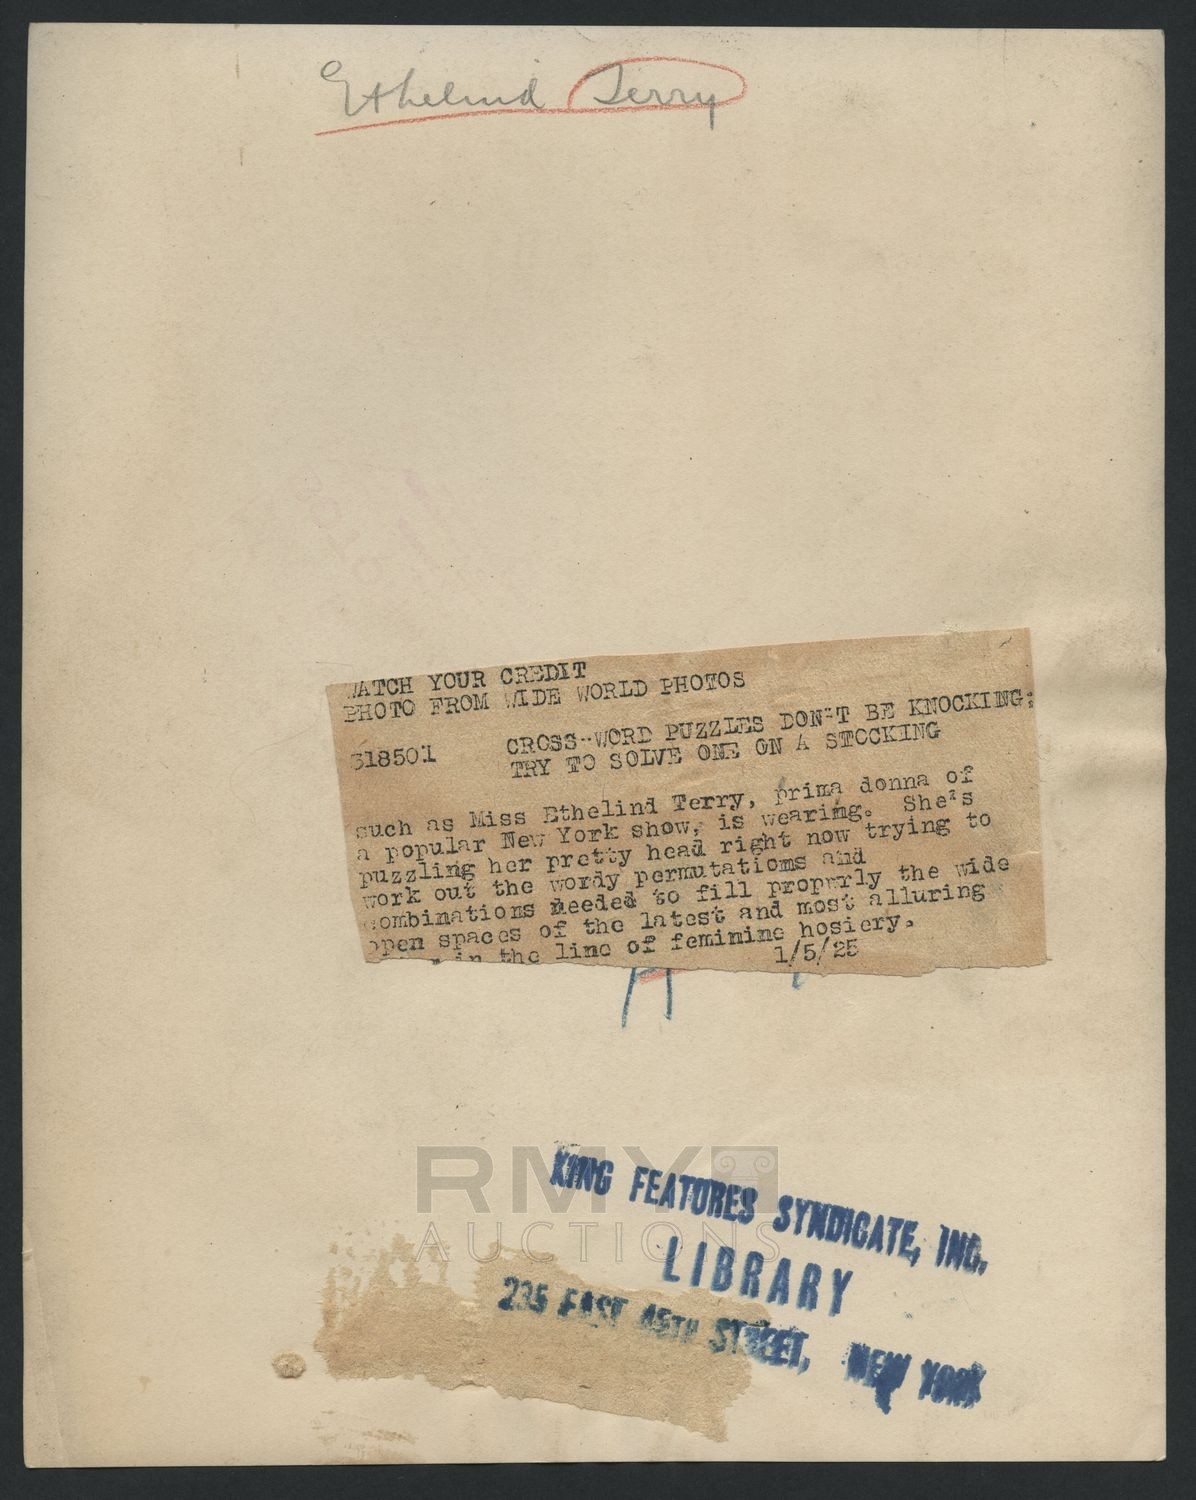 Ethelind Terry
WATCH YOUR CREDIT
PHOTO FROM WIDE WORLD PHOTOS
318501
CROSS-WORD PUZZLES DON'T BE KNOCKING;
TRY TO SOLVE ONE ON A STOCKING
such as Miss Ethelind Terry, prima donna of
a popular New York show, is wearing. She's
puzzling her pretty head right now trying to
work out the wordy permutations and
combinations needed to fill properly the wide
open spaces of the latest and most alluring
in the line of feminine hosiery.
1/5/25
RMY
AUCTIONS
KING FEATURES SYNDICATE, INC.
LIBRARY
235 EAST 45TH STREET, NEW YORK